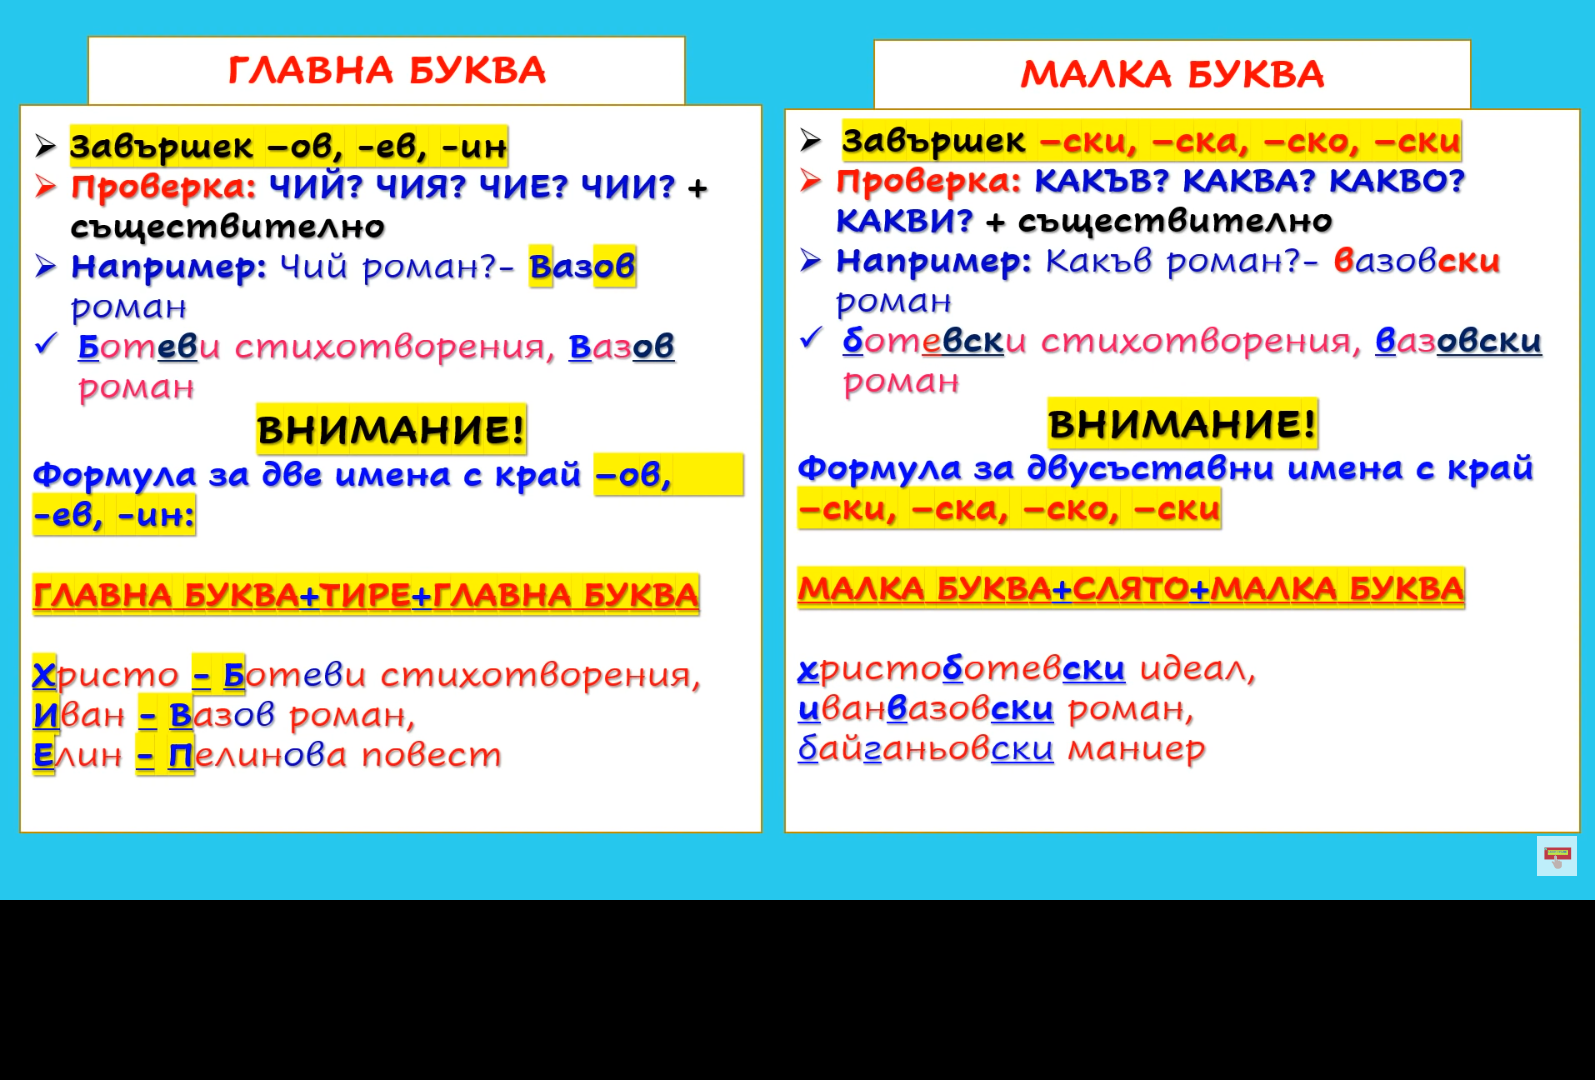 ГЛАВНА БУКВА
Завършек –ов, -ев, -ин
Проверка: ЧИЙ? ЧИЯ? ЧИЕ? ЧИИ? +
съществително
Например: Чий роман?- Вазов
роман
Ботеви стихотворения, Вазов
роман
ВНИМАНИЕ!
Формула за две имена с край –ов,
-ев, -ин:
ГЛАВНА БУКВА+ТИРЕ+ГЛАВНА БУКВА
Христо - Ботеви стихотворения,
Иван - Вазов роман,
Елин - Пелинова повест
МАЛКА БУКВА
Завършек –ски, –ска, –ско, –ски
Проверка: КАКЪВ? КАКВА? КАКВО?
КАКВИ? + съществително
Например: Какъв роман?- вазовски
роман
ботевски стихотворения, вазовски
роман
ВНИМАНИЕ!
Формула за двусъставни имена с край
–ски, –ска, –ско, –ски
МАЛКА БУКВА+СЛЯТО+МАЛКА БУКВА
христоботевски идеал,
иванвазовски роман,
байганьовски маниер